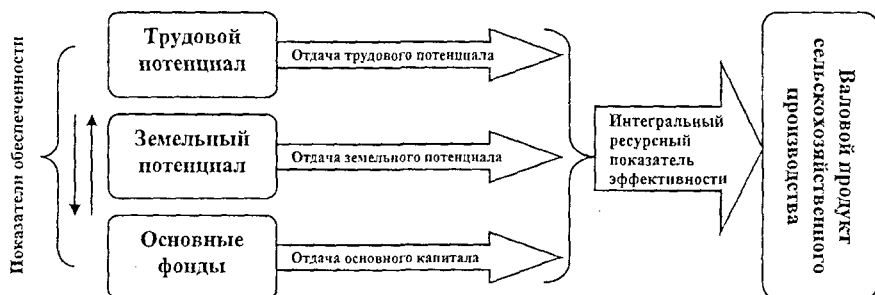 Показатели обеспеченности
Трудовой
потенциал
Отдача трудового потенциала
Земельный
потенциал
Отдача земельного потенциала
Основные
фонды
Отдача основного капитала
Интегральный
ресурсный
показатель
эффективности
Валовой продукт
сельскохозяйственного
производства